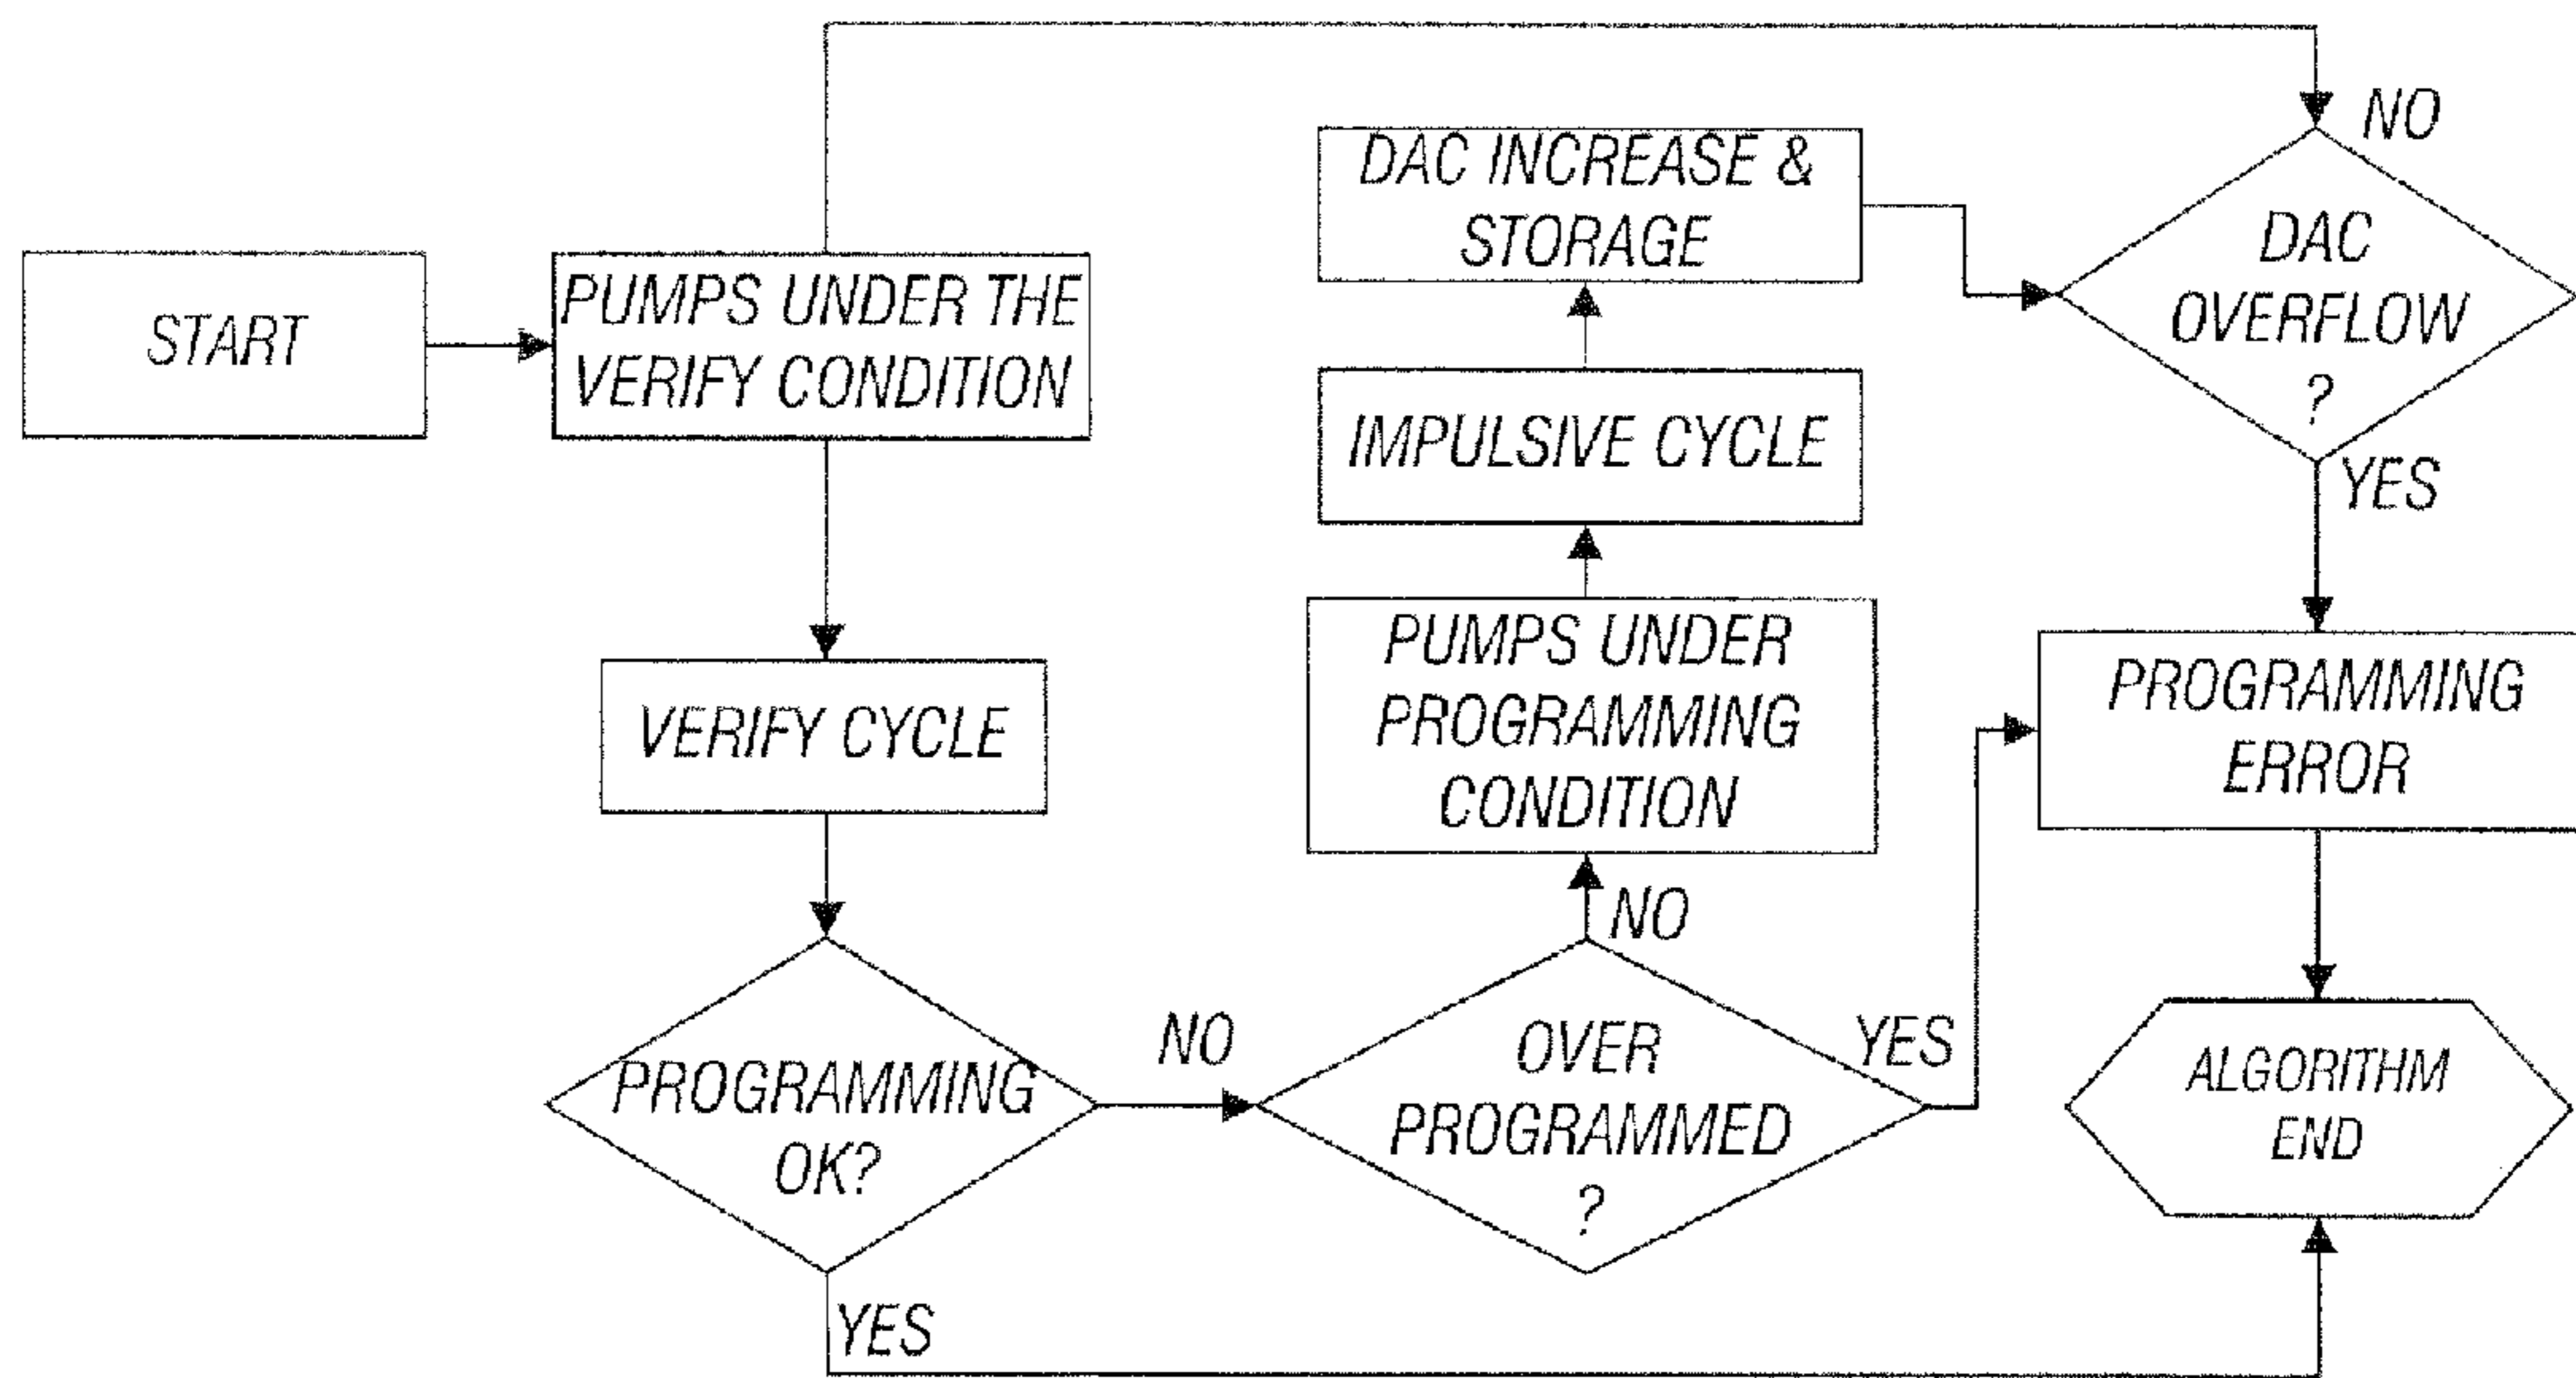 START
PUMPS UNDER THE
VERIFY CONDITION
VERIFY CYCLE
PROGRAMMING
OK?
NO
YES
OVER
PROGRAMMED
?
NO
YES
PUMPS UNDER
PROGRAMMING
CONDITION
IMPULSIVE CYCLE
DAC INCREASE &
STORAGE
NO
DAC
OVERFLOW
?
YES
PROGRAMMING
ERROR
ALGORITHM
END